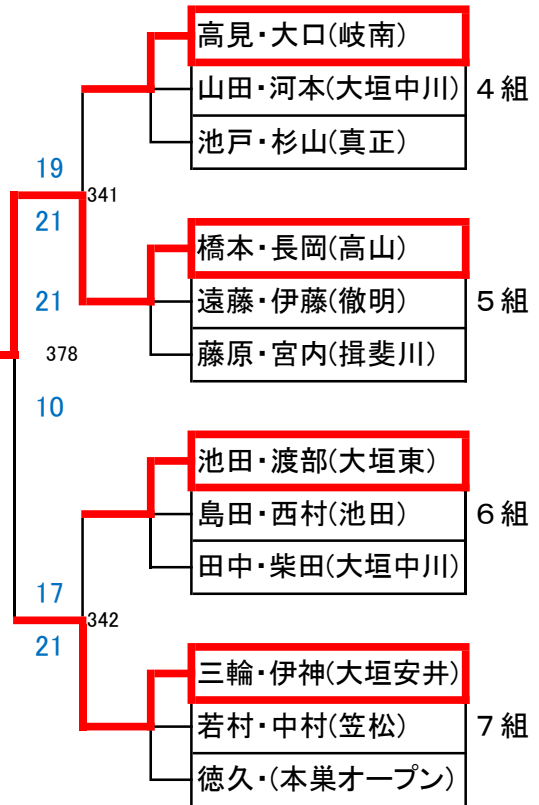 高見・大口(岐南)
山田・河本(大垣中川)
池戸・杉山(真正)
4組
19
341
21
橋本・長岡(高山)
遠藤・伊藤(徹明)
藤原・宮内(揖斐川)
5組
21
378
10
池田・渡部(大垣東)
島田・西村(池田)
田中・柴田(大垣中川)
6組
17
342
21
三輪・伊神(大垣安井)
若村・中村(笠松)
徳久・(本巣オープン)
7組